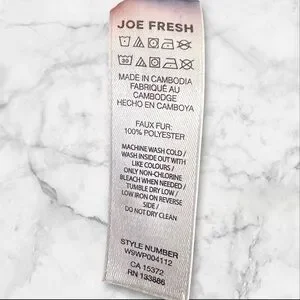 JOE FRESH
30
MADE IN CAMBODIA
FABRIQUÉ AU
CAMBODGE
HECHO EN CAMBOYA
FAUX FUR:
100% POLYESTER
MACHINE WASH COLD /
WASH INSIDE OUT WITH
LIKE COLOURS /
ONLY NON-CHLORINE
BLEACH WHEN NEEDED /
TUMBLE DRY LOW /
LOW IRON ON REVERSE
SIDE /
DO NOT DRY CLEAN
STYLE NUMBER
W9WP004112
CA 15372
RN 133886